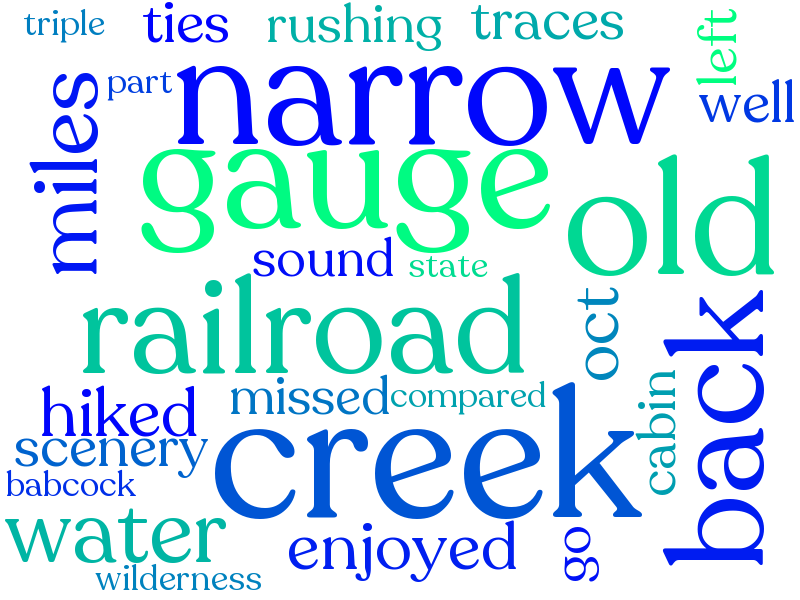 triple
ties
rushing
traces
left
part
narrow
well
miles
gauge
old
sound
state
railroad
oct
back
hiked
missed
compared
cabin
scenery
creek
babcock
water
enjoyed
go
wilderness